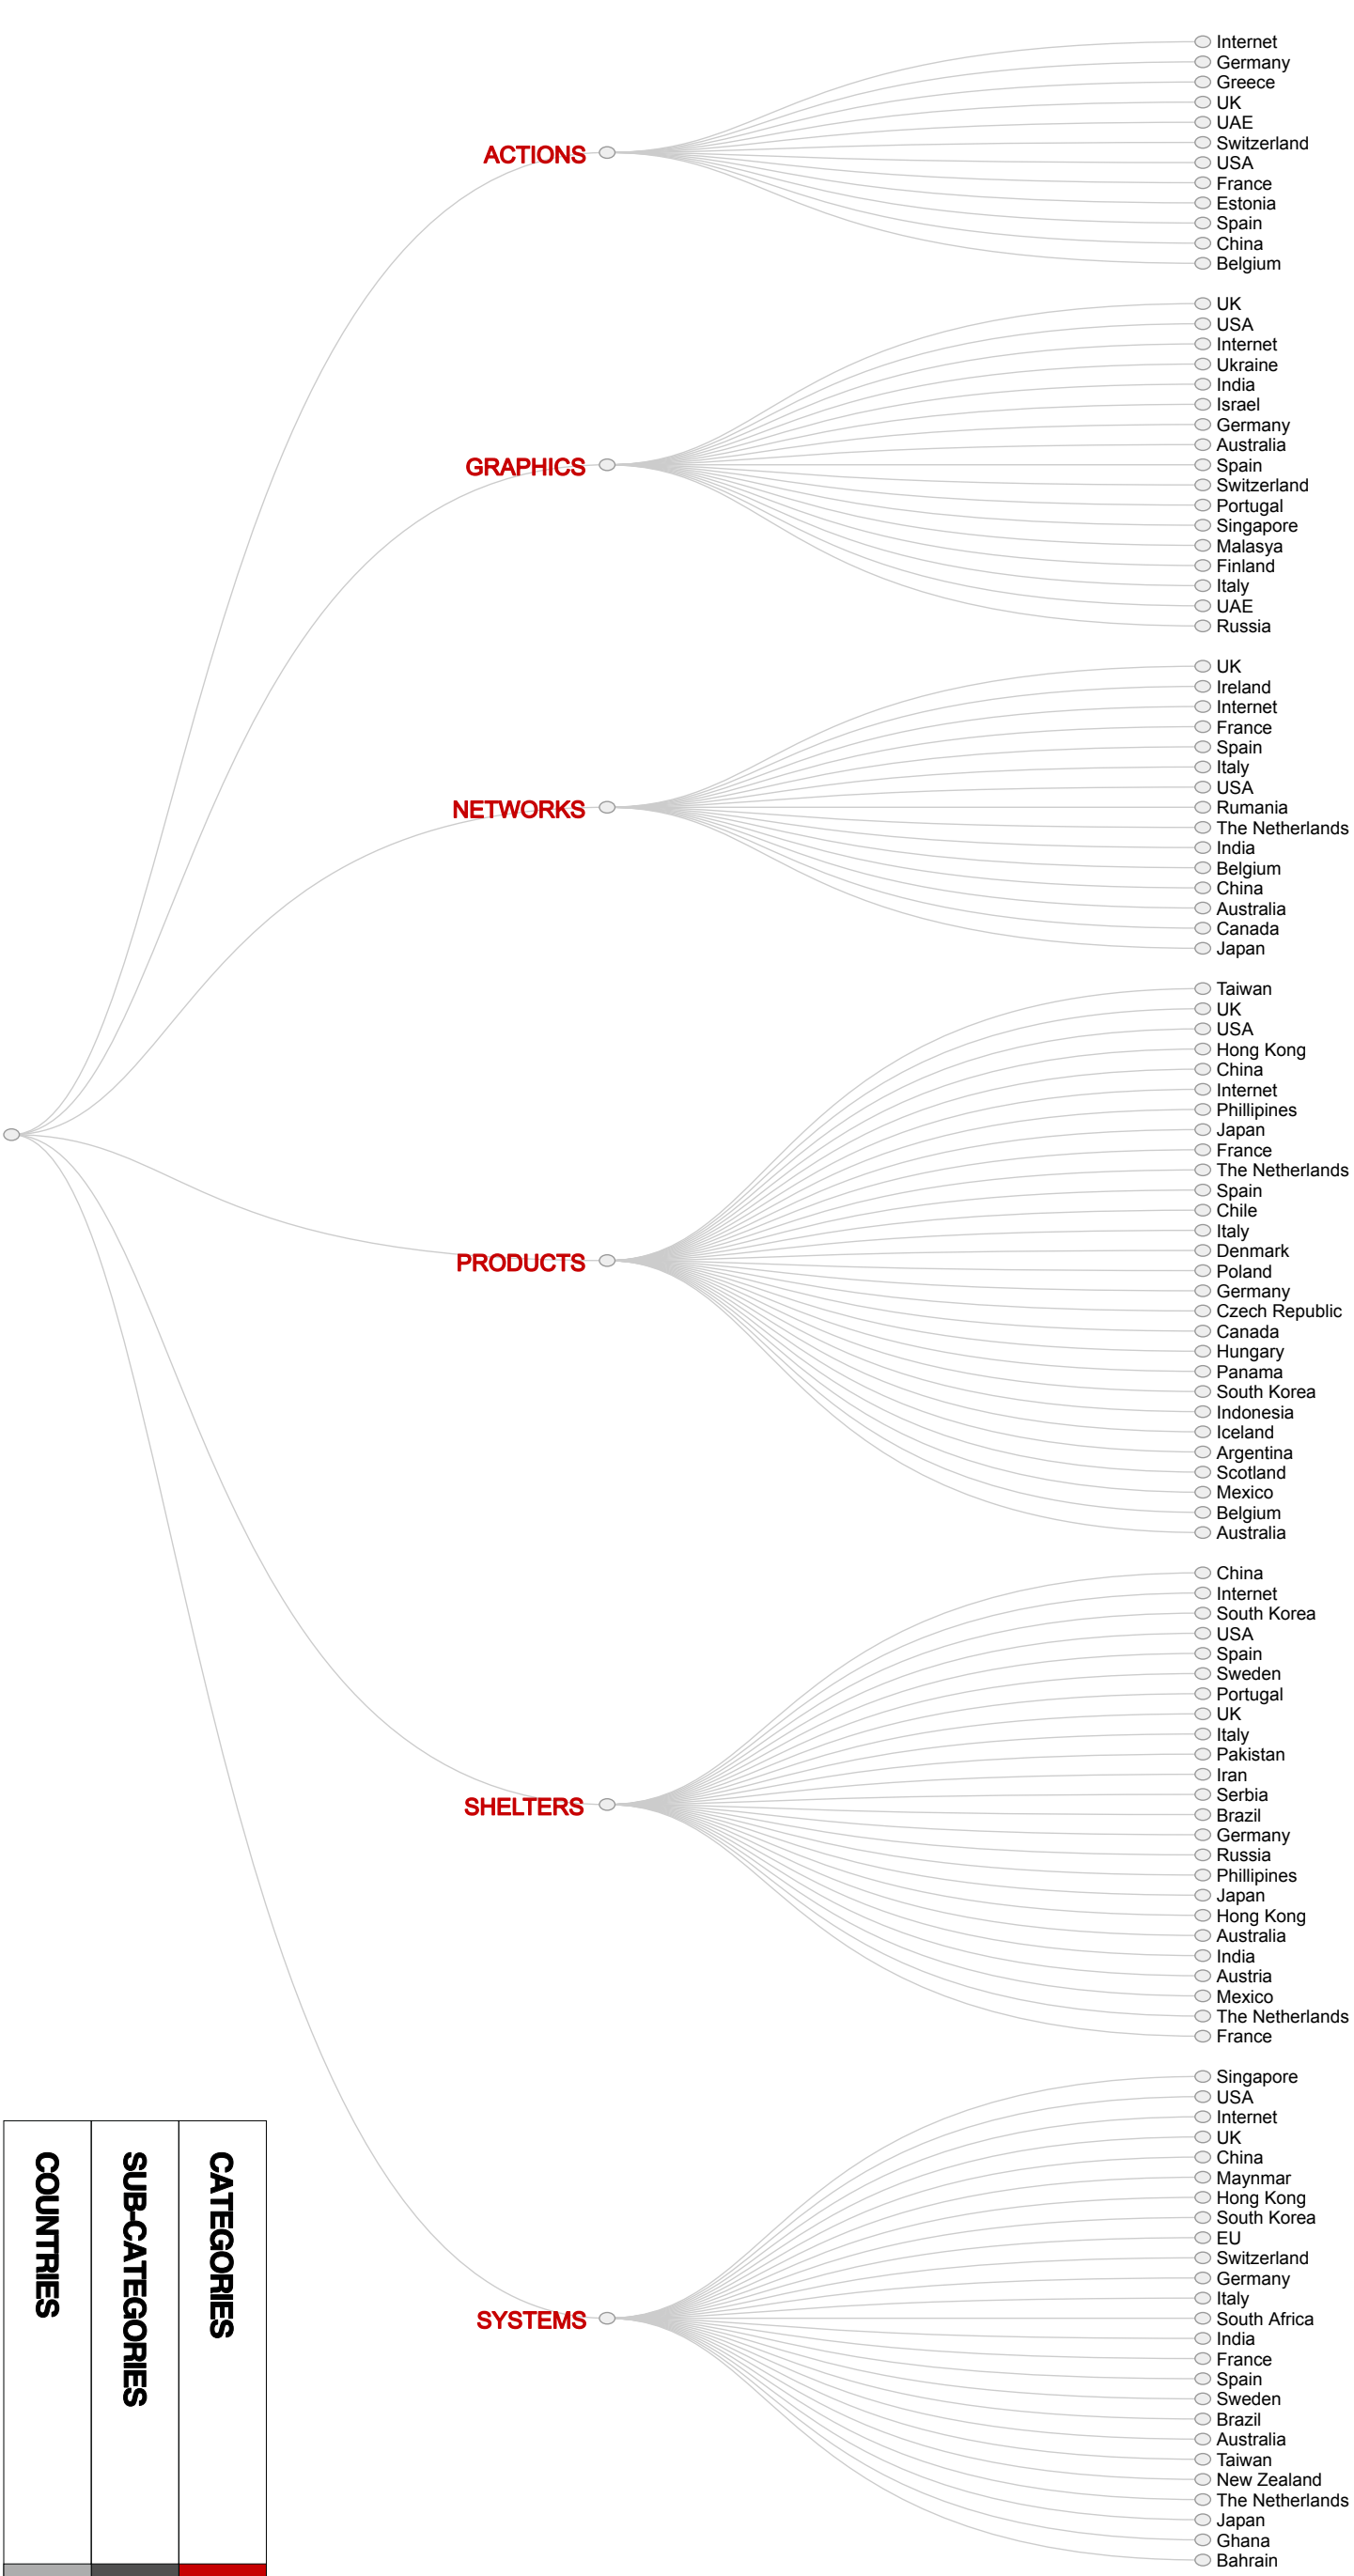 ACTIONS
Internet
Germany
Greece
UK
UAE
Switzerland
USA
France
Estonia
Spain
China
Belgium
GRAPHICS
UK
USA
Internet
Ukraine
India
Israel
Germany
Australia
Spain
Switzerland
Portugal
Singapore
Malasya
Finland
Italy
UAE
Russia
NETWORKS
UK
Ireland
Internet
France
Spain
Italy
USA
Rumania
The Netherlands
India
Belgium
China
Australia
Canada
Japan
PRODUCTS
Taiwan
UK
USA
Hong Kong
China
Internet
Phillipines
Japan
France
The Netherlands
Spain
Chile
Italy
Denmark
Poland
Germany
Czech Republic
Canada
Hungary
Panama
South Korea
Indonesia
Iceland
Argentina
Scotland
Mexico
Belgium
Australia
SHELTERS
China
Internet
South Korea
USA
Spain
Sweden
Portugal
UK
Italy
Pakistan
Iran
Serbia
Brazil
Germany
Russia
Phillipines
Japan
Hong Kong
Australia
India
Austria
Mexico
The Netherlands
France
SYSTEMS
Singapore
USA
Internet
UK
China
Maynmar
Hong Kong
South Korea
EU
Switzerland
Germany
Italy
South Africa
India
France
Spain
Sweden
Brazil
Australia
Taiwan
New Zealand
The Netherlands
Japan
Ghana
Bahrain
CATEGORIES
SUB-CATEGORIES
COUNTRIES